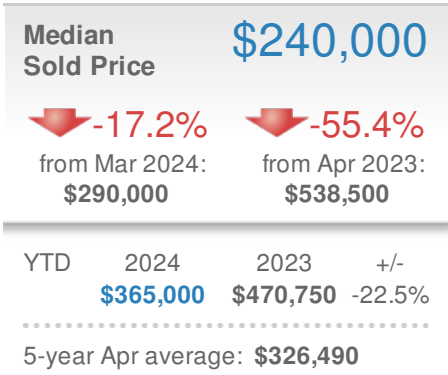 Median
Sold Price
$240,000
-17.2%
from Mar 2024:
$290,000
-55.4%
from Apr 2023:
$538,500
YTD 2024 2023 +/-
$365,000 $470,750 -22.5%
5-year Apr average: $326,490